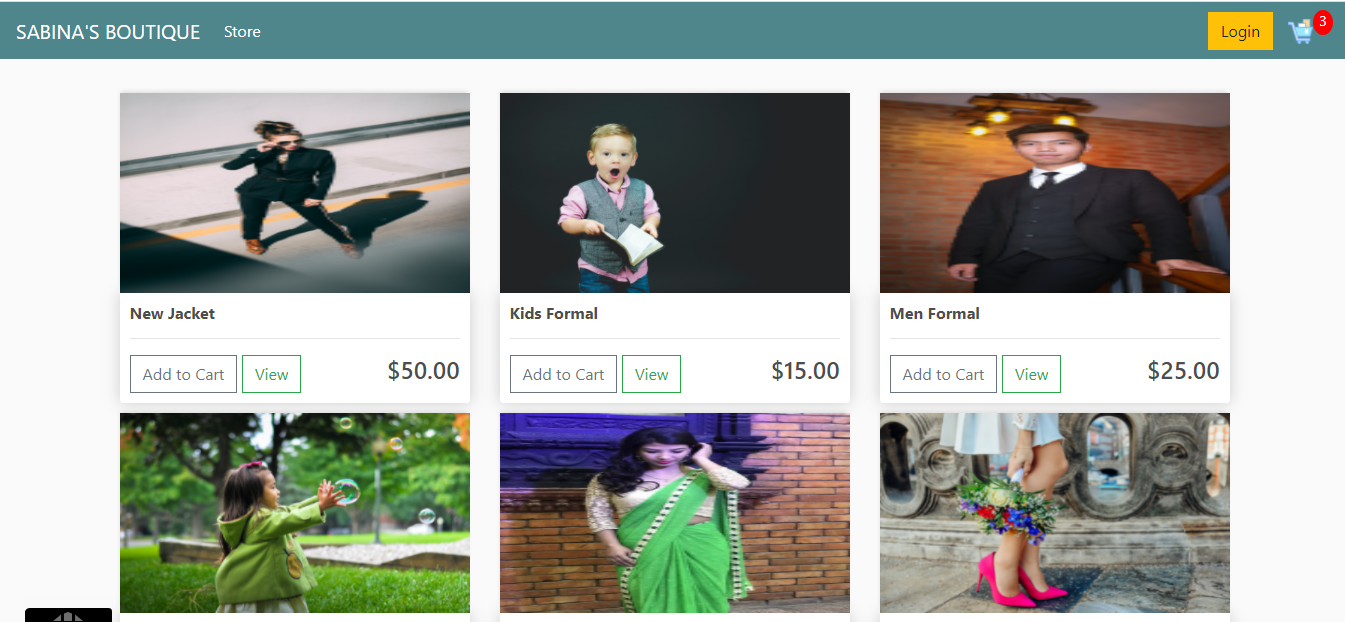 SABINA'S BOUTIQUE Store Login 3
New Jacket
Add to Cart View $50.00
Kids Formal
Add to Cart View $15.00
Men Formal
Add to Cart View $25.00